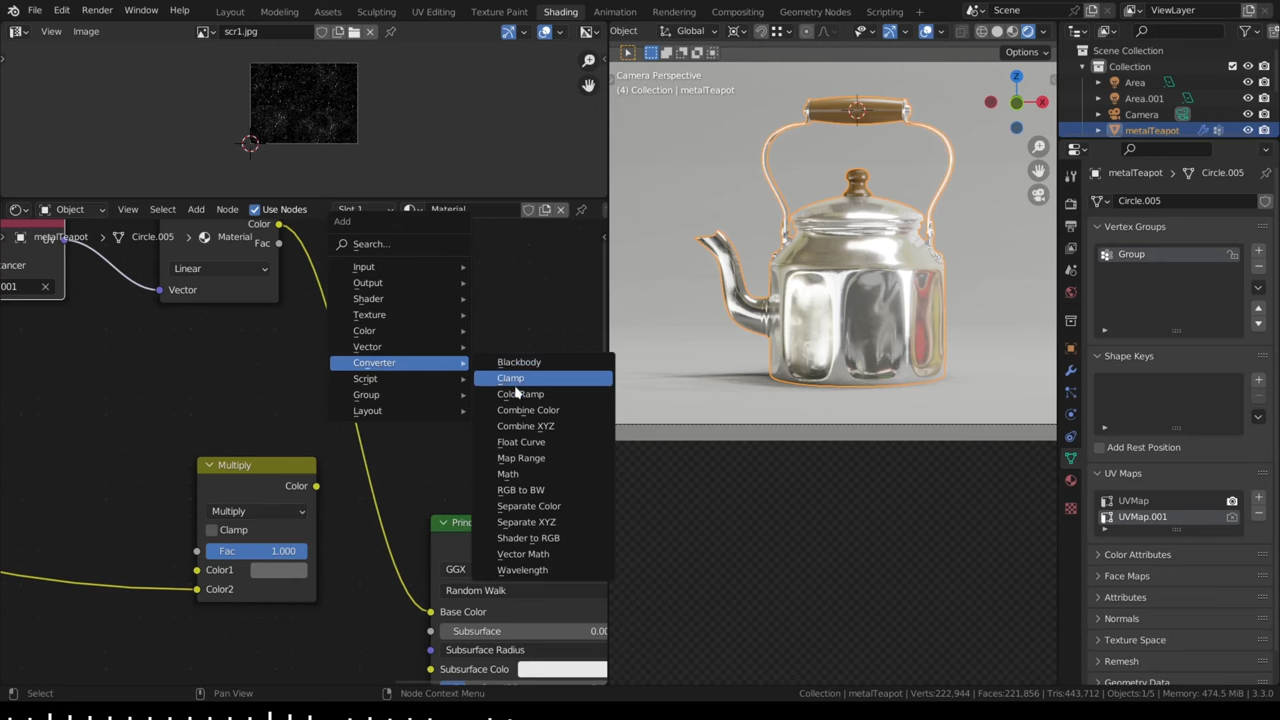 File Edit Render Window Help Layout Modeling Assets Sculpting UV Editing Texture Paint Shading Animation Rendering Compositing Geometry Nodes Scripting Scene ViewLayer
View Image scr1.jpg Object Global
Options
Camera Perspective
(4) Collection | metalTeapot
Z
X
Scene Collection
Collection
Area
Area.001
Camera
metalTeapot
metalTeapot Circle.005
Circle.005
Vertex Groups
Group
Shape Keys
Add Rest Position
UV Maps
UVMap
UVMap.001
Color Attributes
Face Maps
Attributes
Normals
Texture Space
Remesh
Geometry Data
Object View Select Add Node Use Nodes Slot 1 Material
Color
metalTeapot Circle.005 Material
Fac
Linear
Vector
001
Add
Search...
Input
Output
Shader
Texture
Color
Vector
Converter
Script
Group
Layout
Blackbody
Clamp
ColorRamp
Combine Color
Combine XYZ
Float Curve
Map Range
Math
RGB to BW
Separate Color
Separate XYZ
Shader to RGB
Vector Math
Wavelength
Multiply
Color
Multiply
Clamp
Fac 1.000
Color1
Color2
Princ
GGX
Random Walk
Base Color
Subsurface 0.00
Subsurface Radius
Subsurface Colo
Select Pan View Node Context Menu Collection | metalTeapot | Verts:222,944 | Faces:221,856 | Tris:443,712 | Objects:1/5 | Memory: 474.5 MiB | 3.3.0